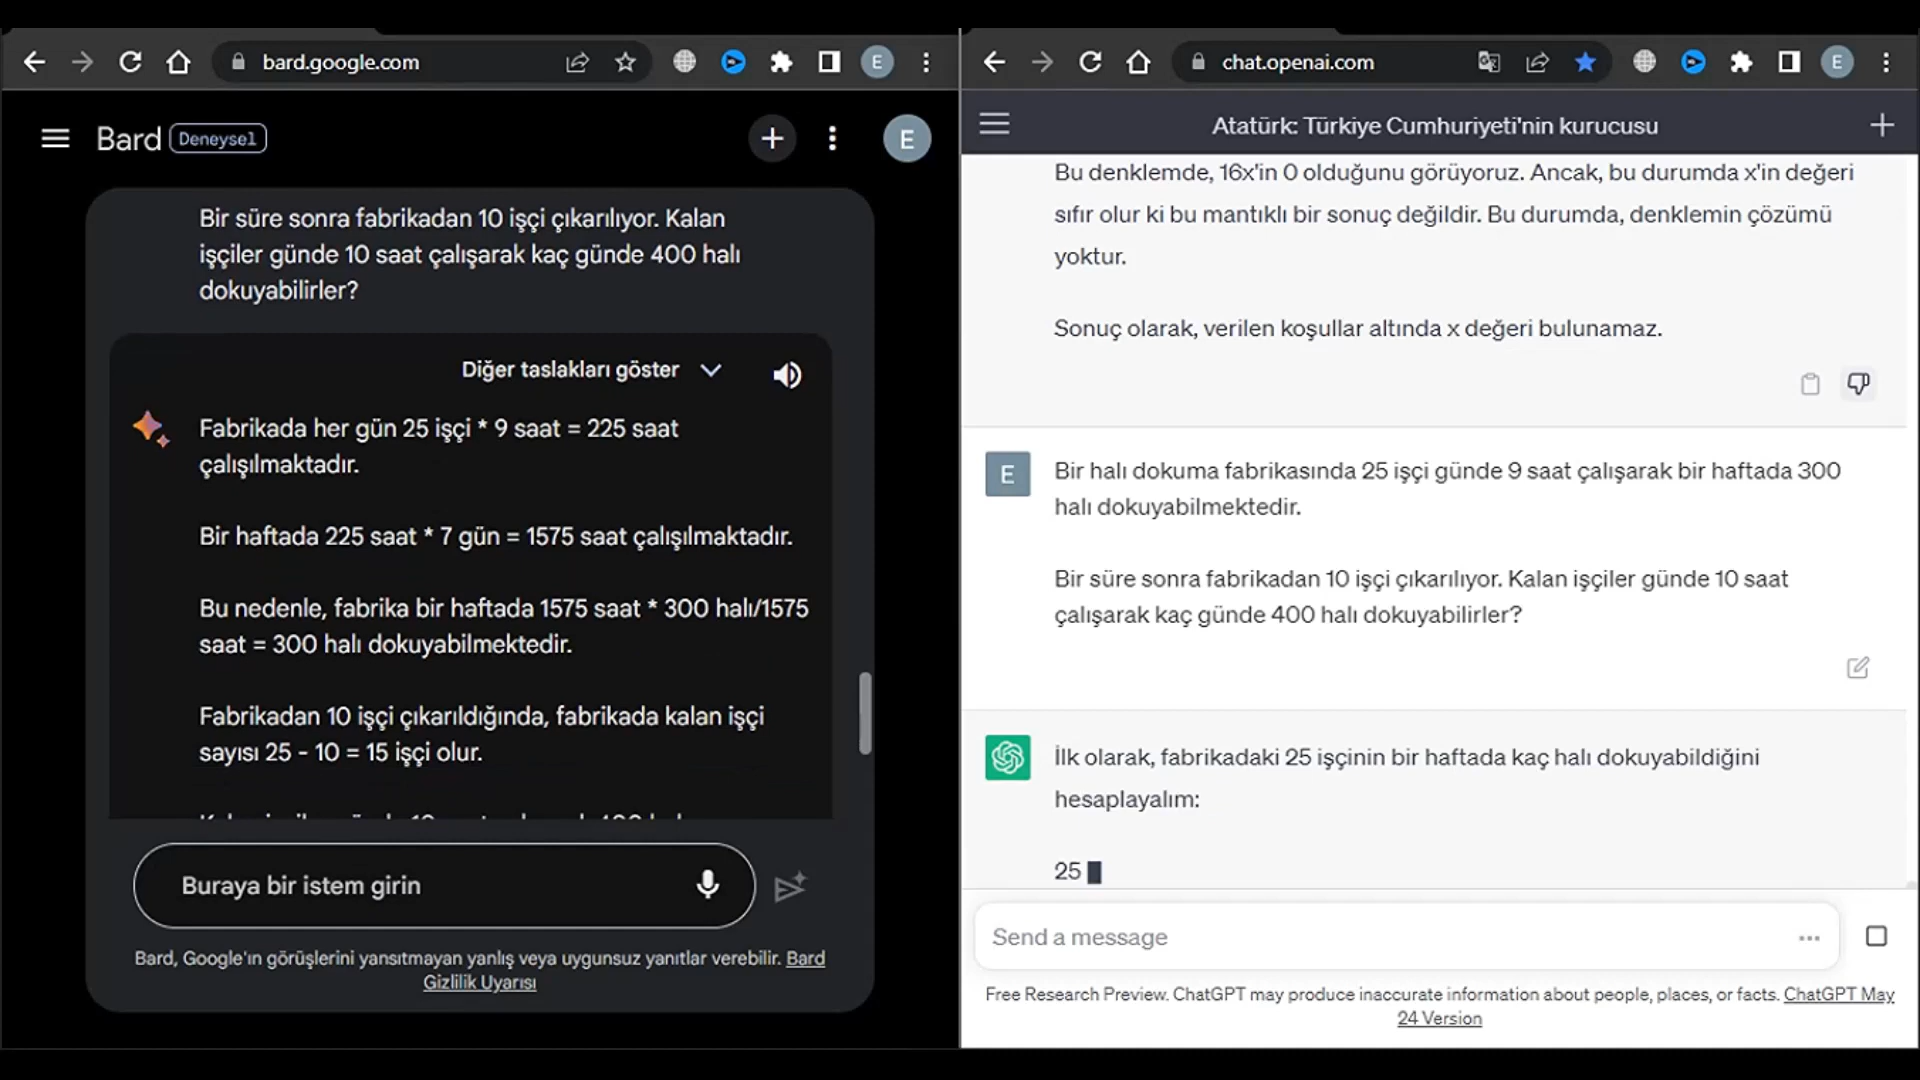 bard.google.com
E
Bard
Deneysel
E
Bir süre sonra fabrikadan 10 işçi çıkarılıyor. Kalan
işçiler günde 10 saat çalışarak kaç günde 400 halı
dokuyabilirler?
Diğer taslakları göster
Fabrikada her gün 25 işçi * 9 saat = 225 saat
çalışılmaktadır.
Bir haftada 225 saat * 7 gün = 1575 saat çalışılmaktadır.
Bu nedenle, fabrika bir haftada 1575 saat * 300 halı/1575
saat = 300 halı dokuyabilmektedir.
Fabrikadan 10 işçi çıkarıldığında, fabrikada kalan işçi
sayısı 25 - 10 = 15 işçi olur.
Buraya bir istem girin
Bard, Google'ın görüşlerini yansıtmayan yanlış veya uygunsuz yanıtlar verebilir. Bard
Gizlilik Uyarısı
chat.openai.com
E
Atatürk: Türkiye Cumhuriyeti'nin kurucusu
Bu denklemde, 16x'in 0 olduğunu görüyoruz. Ancak, bu durumda x'in değeri
sıfır olur ki bu mantıklı bir sonuç değildir. Bu durumda, denklemin çözümü
yoktur.
Sonuç olarak, verilen koşullar altında x değeri bulunamaz.
E
Bir halı dokuma fabrikasında 25 işçi günde 9 saat çalışarak bir haftada 300
halı dokuyabilmektedir.
Bir süre sonra fabrikadan 10 işçi çıkarılıyor. Kalan işçiler günde 10 saat
çalışarak kaç günde 400 halı dokuyabilirler?
İlk olarak, fabrikadaki 25 işçinin bir haftada kaç halı dokuyabildiğini
hesaplayalım:
25
Send a message
Free Research Preview. ChatGPT may produce inaccurate information about people, places, or facts. ChatGPT May
24 Version